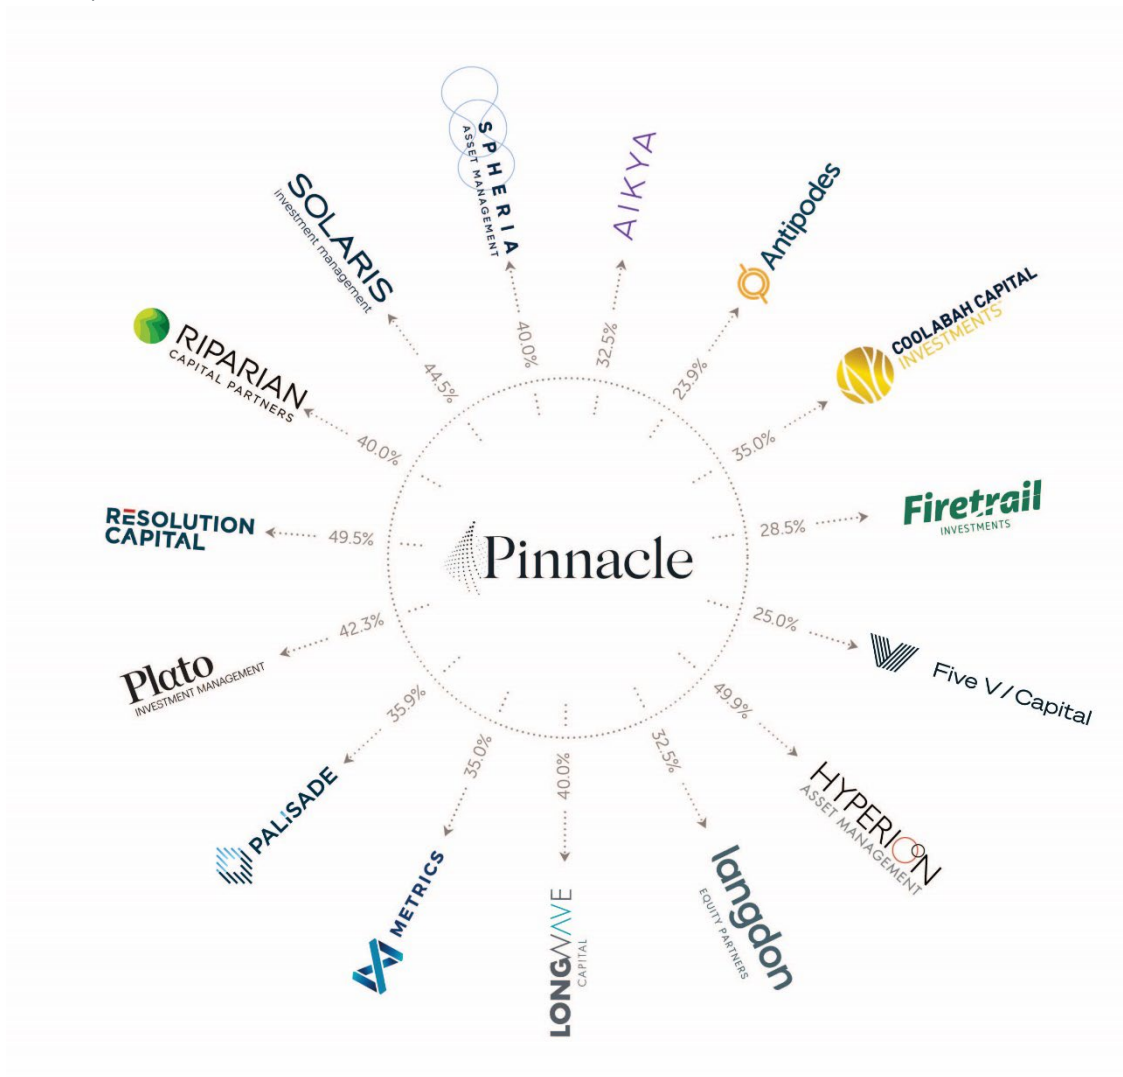 SPHERIA
ASSET MANAGEMENT
40.0%
AIKYA
32.5%
Antipodes
23.9%
COOLABAH CAPITAL
INVESTMENTS
35.0%
Firetrail
INVESTMENTS
28.5%
Five V/Capital
25.0%
HYPERION
ASSET MANAGEMENT
49.9%
langdon
EQUITY PARTNERS
32.5%
LONGWAVE
CAPITAL
40.0%
METRICS
35.0%
PALISADE
35.9%
Plato
INVESTMENT MANAGEMENT
42.3%
RESOLUTION
CAPITAL
49.5%
RIPARIAN
CAPITAL PARTNERS
40.0%
SOLARIS
investment management
44.5%
Pinnacle